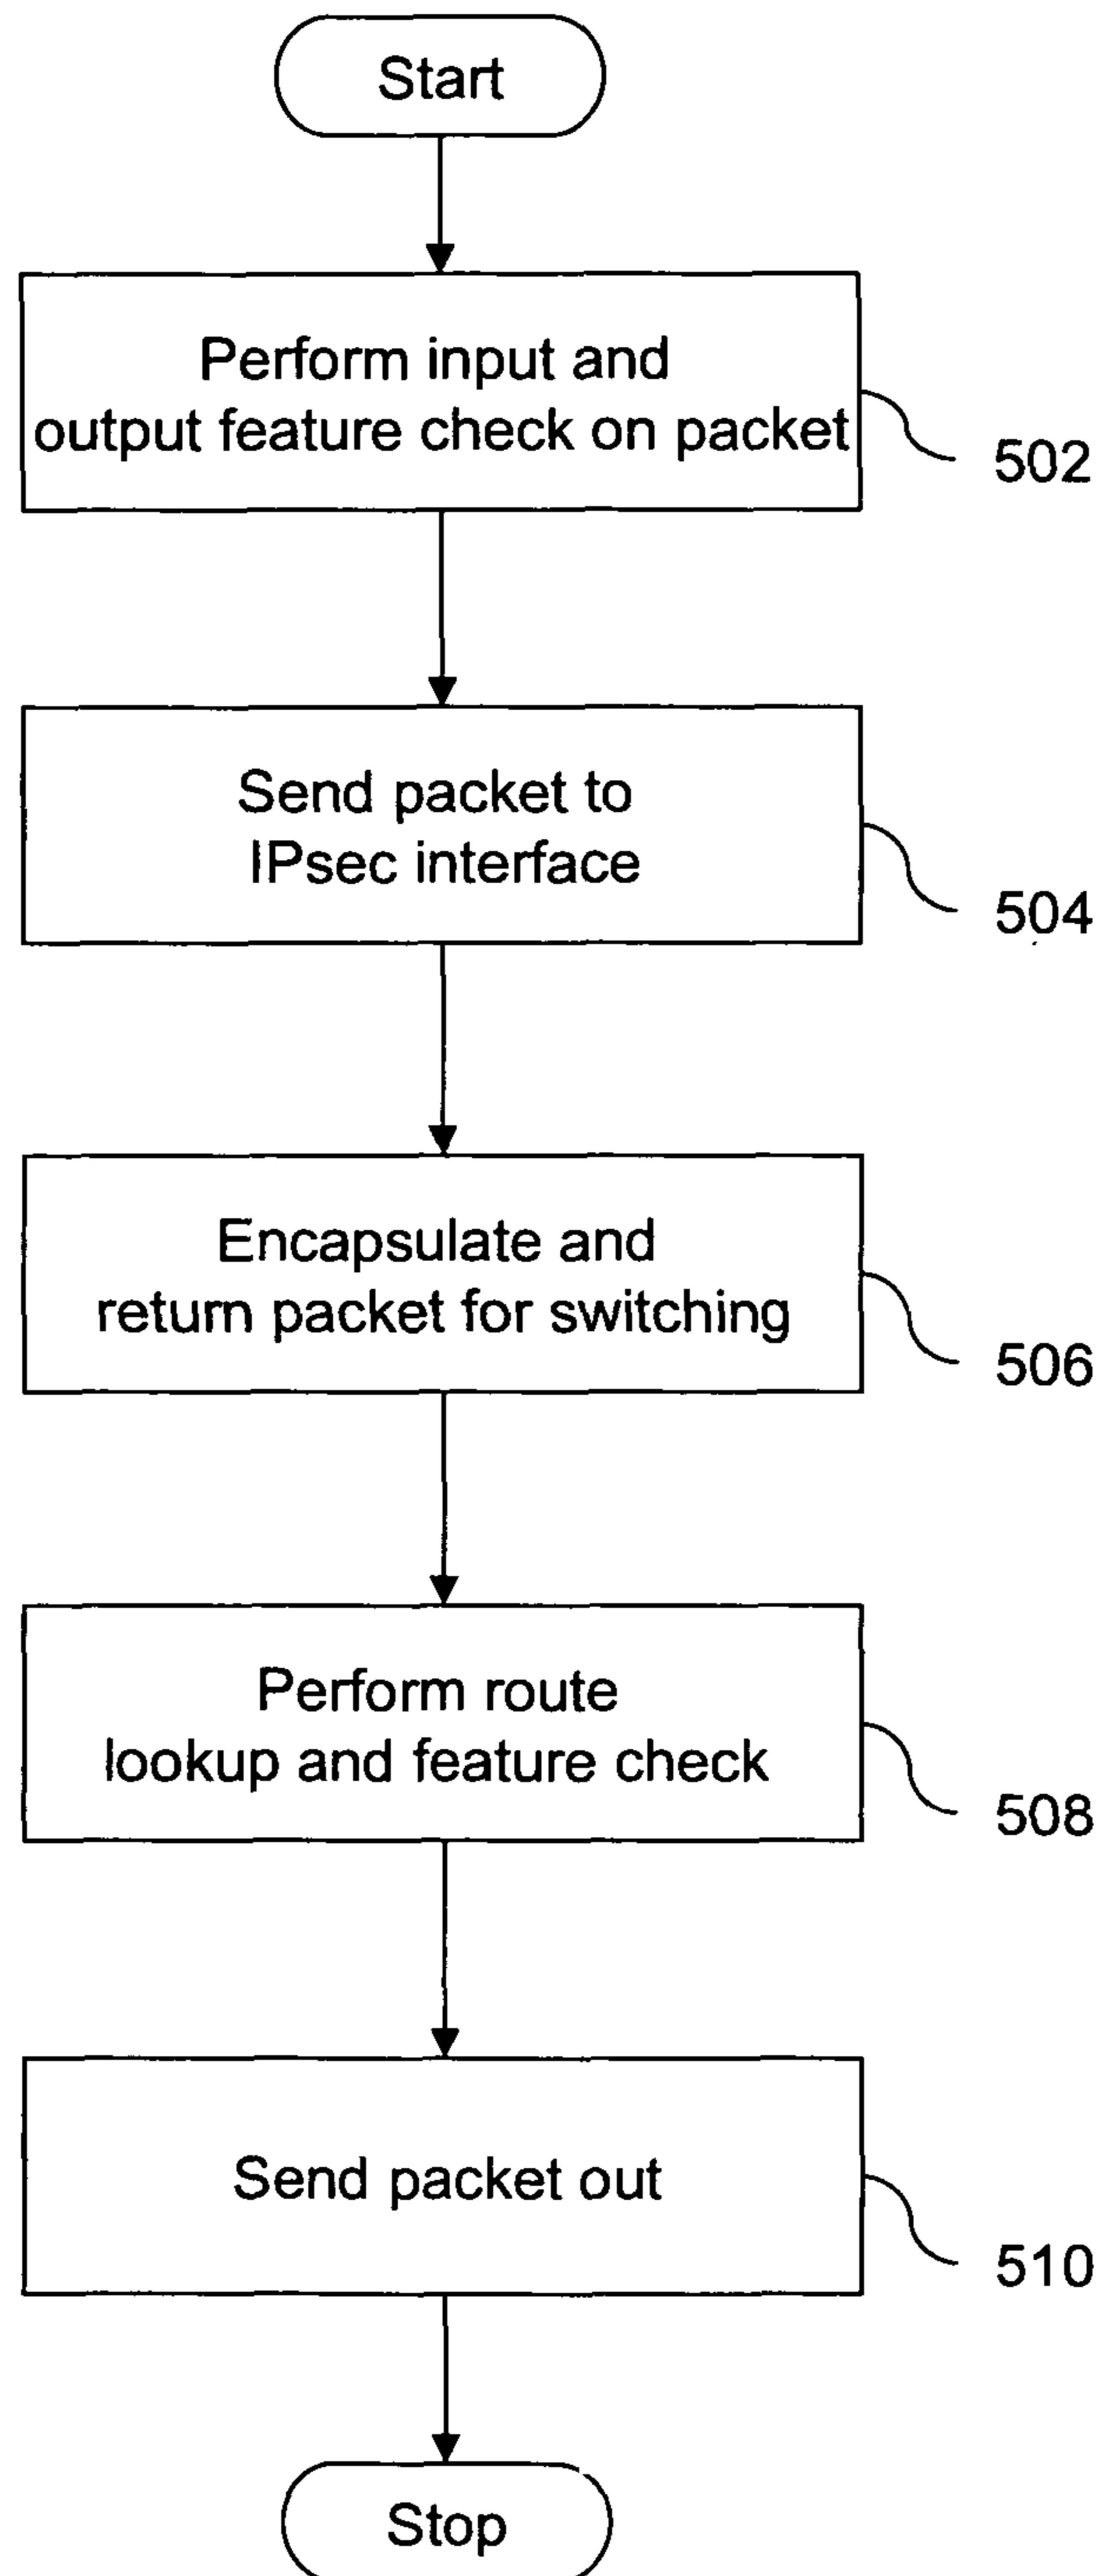 Start
Perform input and
output feature check on packet
502
Send packet to
IPsec interface
504
Encapsulate and
return packet for switching
506
Perform route
lookup and feature check
508
Send packet out
510
Stop